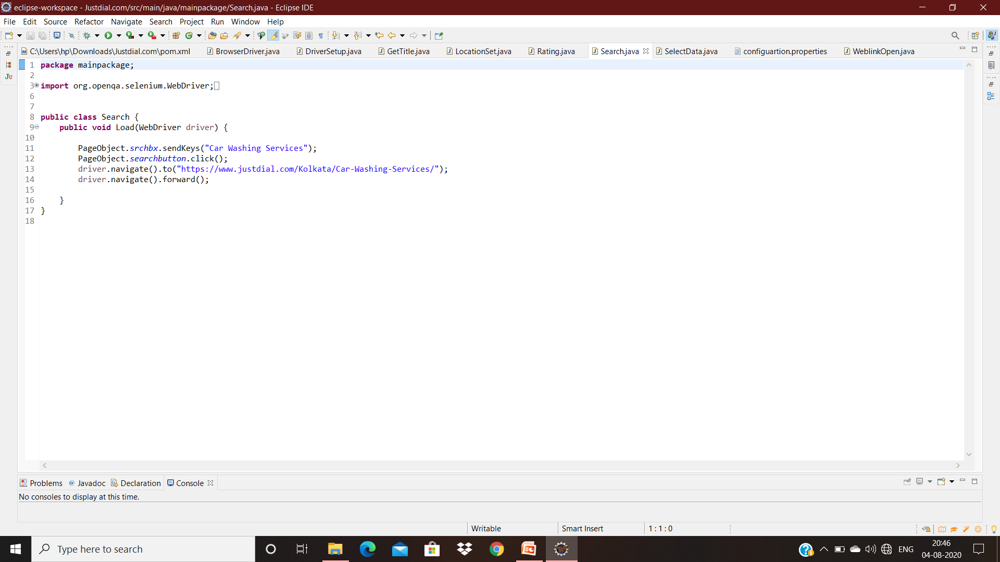 eclipse-workspace - Justdial.com/src/main/java/mainpackage/Search.java - Eclipse IDE
File Edit Source Refactor Navigate Search Project Run Window Help
C:\Users\hp\Downloads\Justdial.com\pom.xml BrowserDriver.java DriverSetup.java GetTitle.java LocationSet.java Rating.java Search.java SelectData.java configuartion.properties WeblinkOpen.java
1 package mainpackage;
2
3 import org.openqa.selenium.WebDriver;
6
7
8 public class Search {
9 public void Load(WebDriver driver) {
10
11 PageObject.srchbx.sendKeys("Car Washing Services");
12 PageObject.searchbutton.click();
13 driver.navigate().to("https://www.justdial.com/Kolkata/Car-Washing-Services/");
14 driver.navigate().forward();
15
16 }
17 }
18
Problems Javadoc Declaration Console
No consoles to display at this time.
Writable Smart Insert 1 : 1 : 0
Type here to search
ENG
20:46
04-08-2020